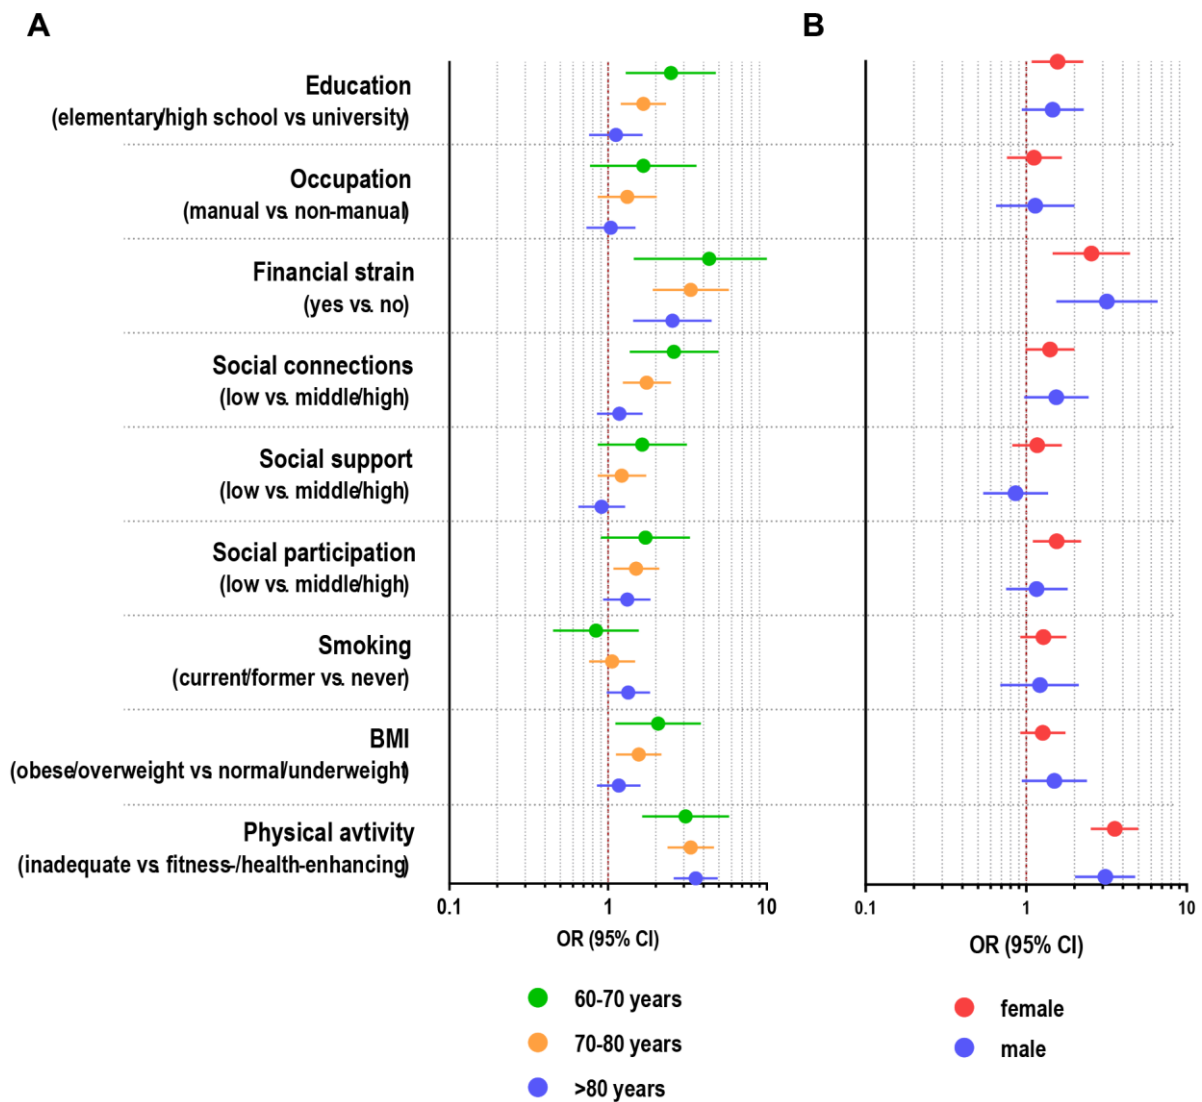 A
B
Education
(elementary/high school vs university)
Occupation
(manual vs. non-manual)
Financial strain
(yes vs. no)
Social connections
(low vs. middle/high)
Social support
(low vs. middle/high)
Social participation
(low vs. middle/high)
Smoking
(current/former vs. never)
BMI
(obese/overweight vs normal/underweight)
Physical avtivity
(inadequate vs fitness-/health-enhancing)
0.1 1 10
OR (95% CI)
60-70 years
70-80 years
>80 years
0.1 1 10
OR (95% CI)
female
male